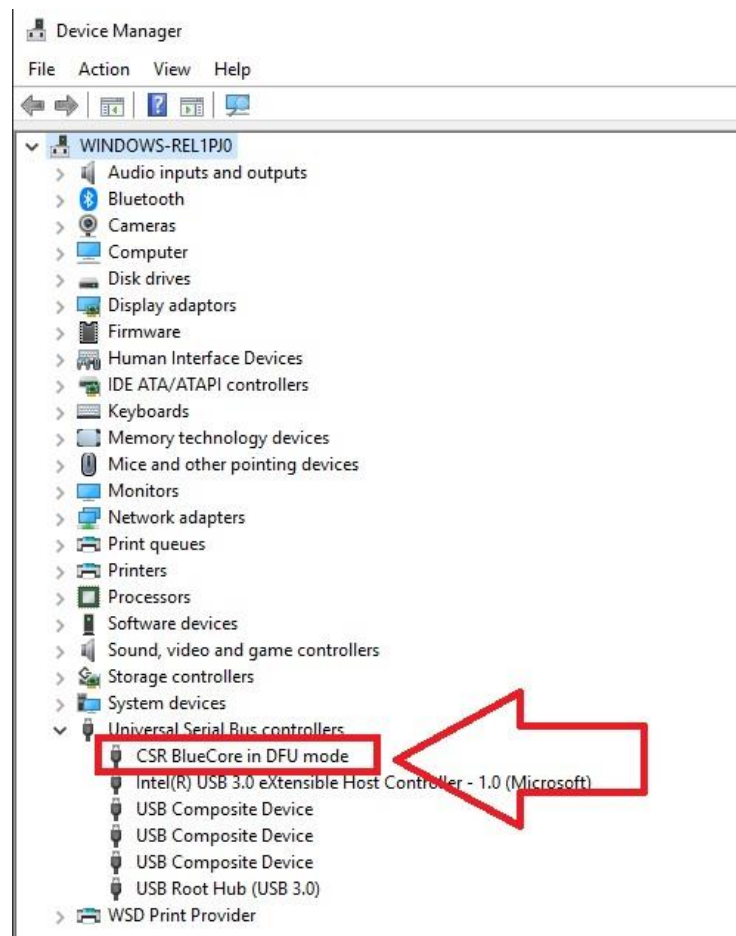 Device Manager
File Action View Help
WINDOWS-REL1PJ0
Audio inputs and outputs
Bluetooth
Cameras
Computer
Disk drives
Display adaptors
Firmware
Human Interface Devices
IDE ATA/ATAPI controllers
Keyboards
Memory technology devices
Mice and other pointing devices
Monitors
Network adapters
Print queues
Printers
Processors
Software devices
Sound, video and game controllers
Storage controllers
System devices
Universal Serial Bus controllers
CSR BlueCore in DFU mode
Intel(R) USB 3.0 eXtensible Host Controller - 1.0 (Microsoft)
USB Composite Device
USB Composite Device
USB Composite Device
USB Root Hub (USB 3.0)
WSD Print Provider